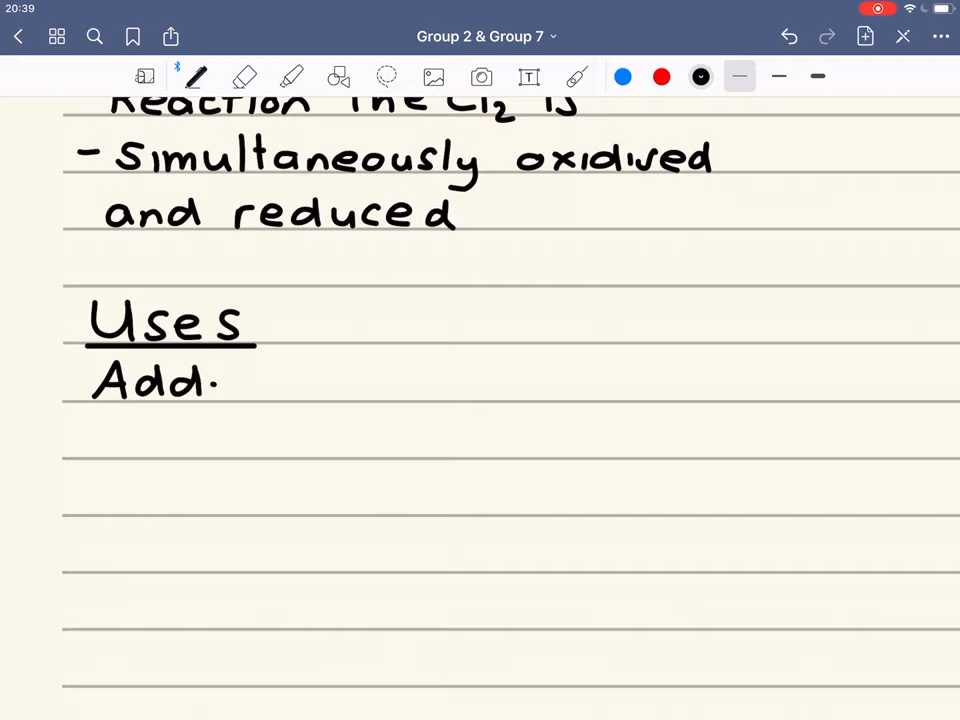 20:39
Group 2 & Group 7
Reaction the Cl2 is
- simultaneously oxidised
and reduced
Uses
Add.